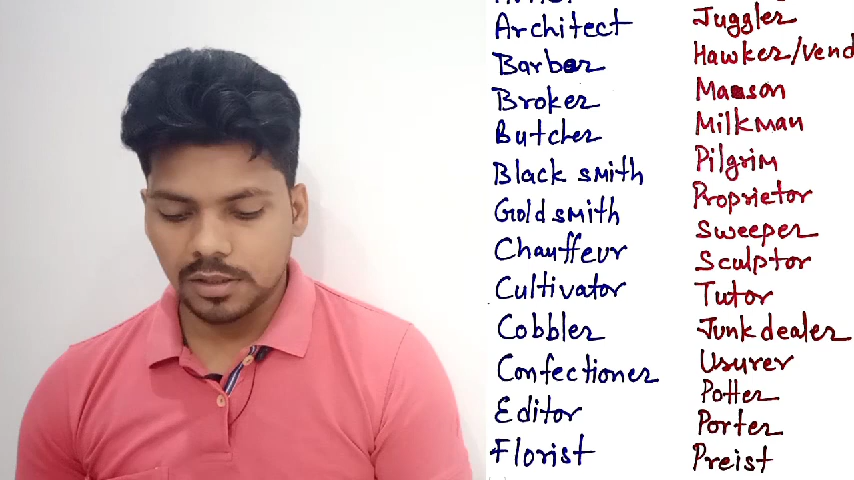 Architect
Barber
Broker
Butcher
Black smith
Gold smith
Chauffeur
Cultivator
Cobbler
Confectioner
Editor
Florist
Juggler
Hawker/vend
Mason
Milkman
Pilgrim
Proprietor
Sweeper
Sculptor
Tutor
Junk dealer
Usurer
Potter
Porter
Preist